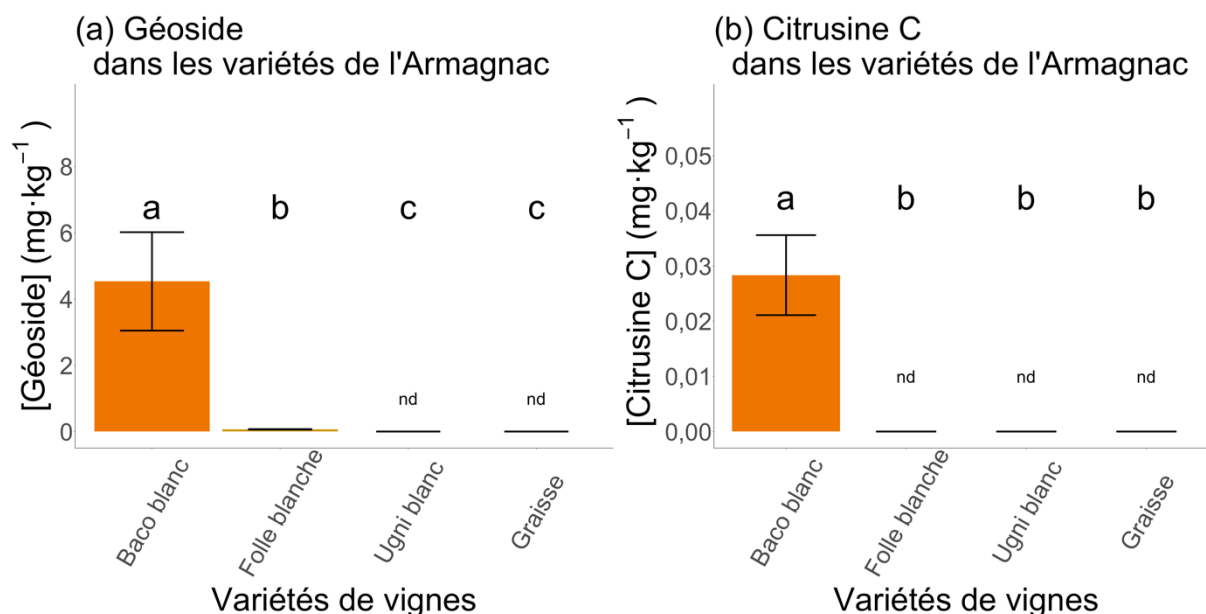 (a) Géoside
dans les variétés de l'Armagnac
[Géoside] (mg·kg⁻¹ )
8
6
4
2
0
a
b
c
c
nd
nd
Baco blanc
Folle blanche
Ugni blanc
Graisse
Variétés de vignes
(b) Citrusine C
dans les variétés de l'Armagnac
[Citrusine C] (mg·kg⁻¹ )
0,05
0,04
0,03
0,02
0,01
0,00
a
b
b
b
nd
nd
nd
Baco blanc
Folle blanche
Ugni blanc
Graisse
Variétés de vignes